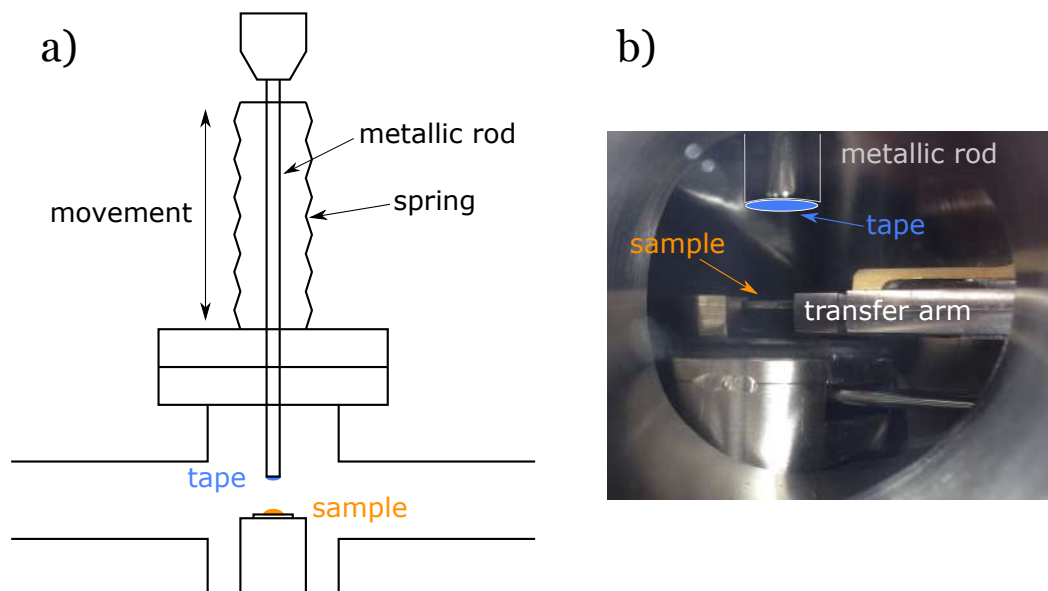 a)
metallic rod
movement
spring
tape
sample
b)
metallic rod
tape
sample
transfer arm